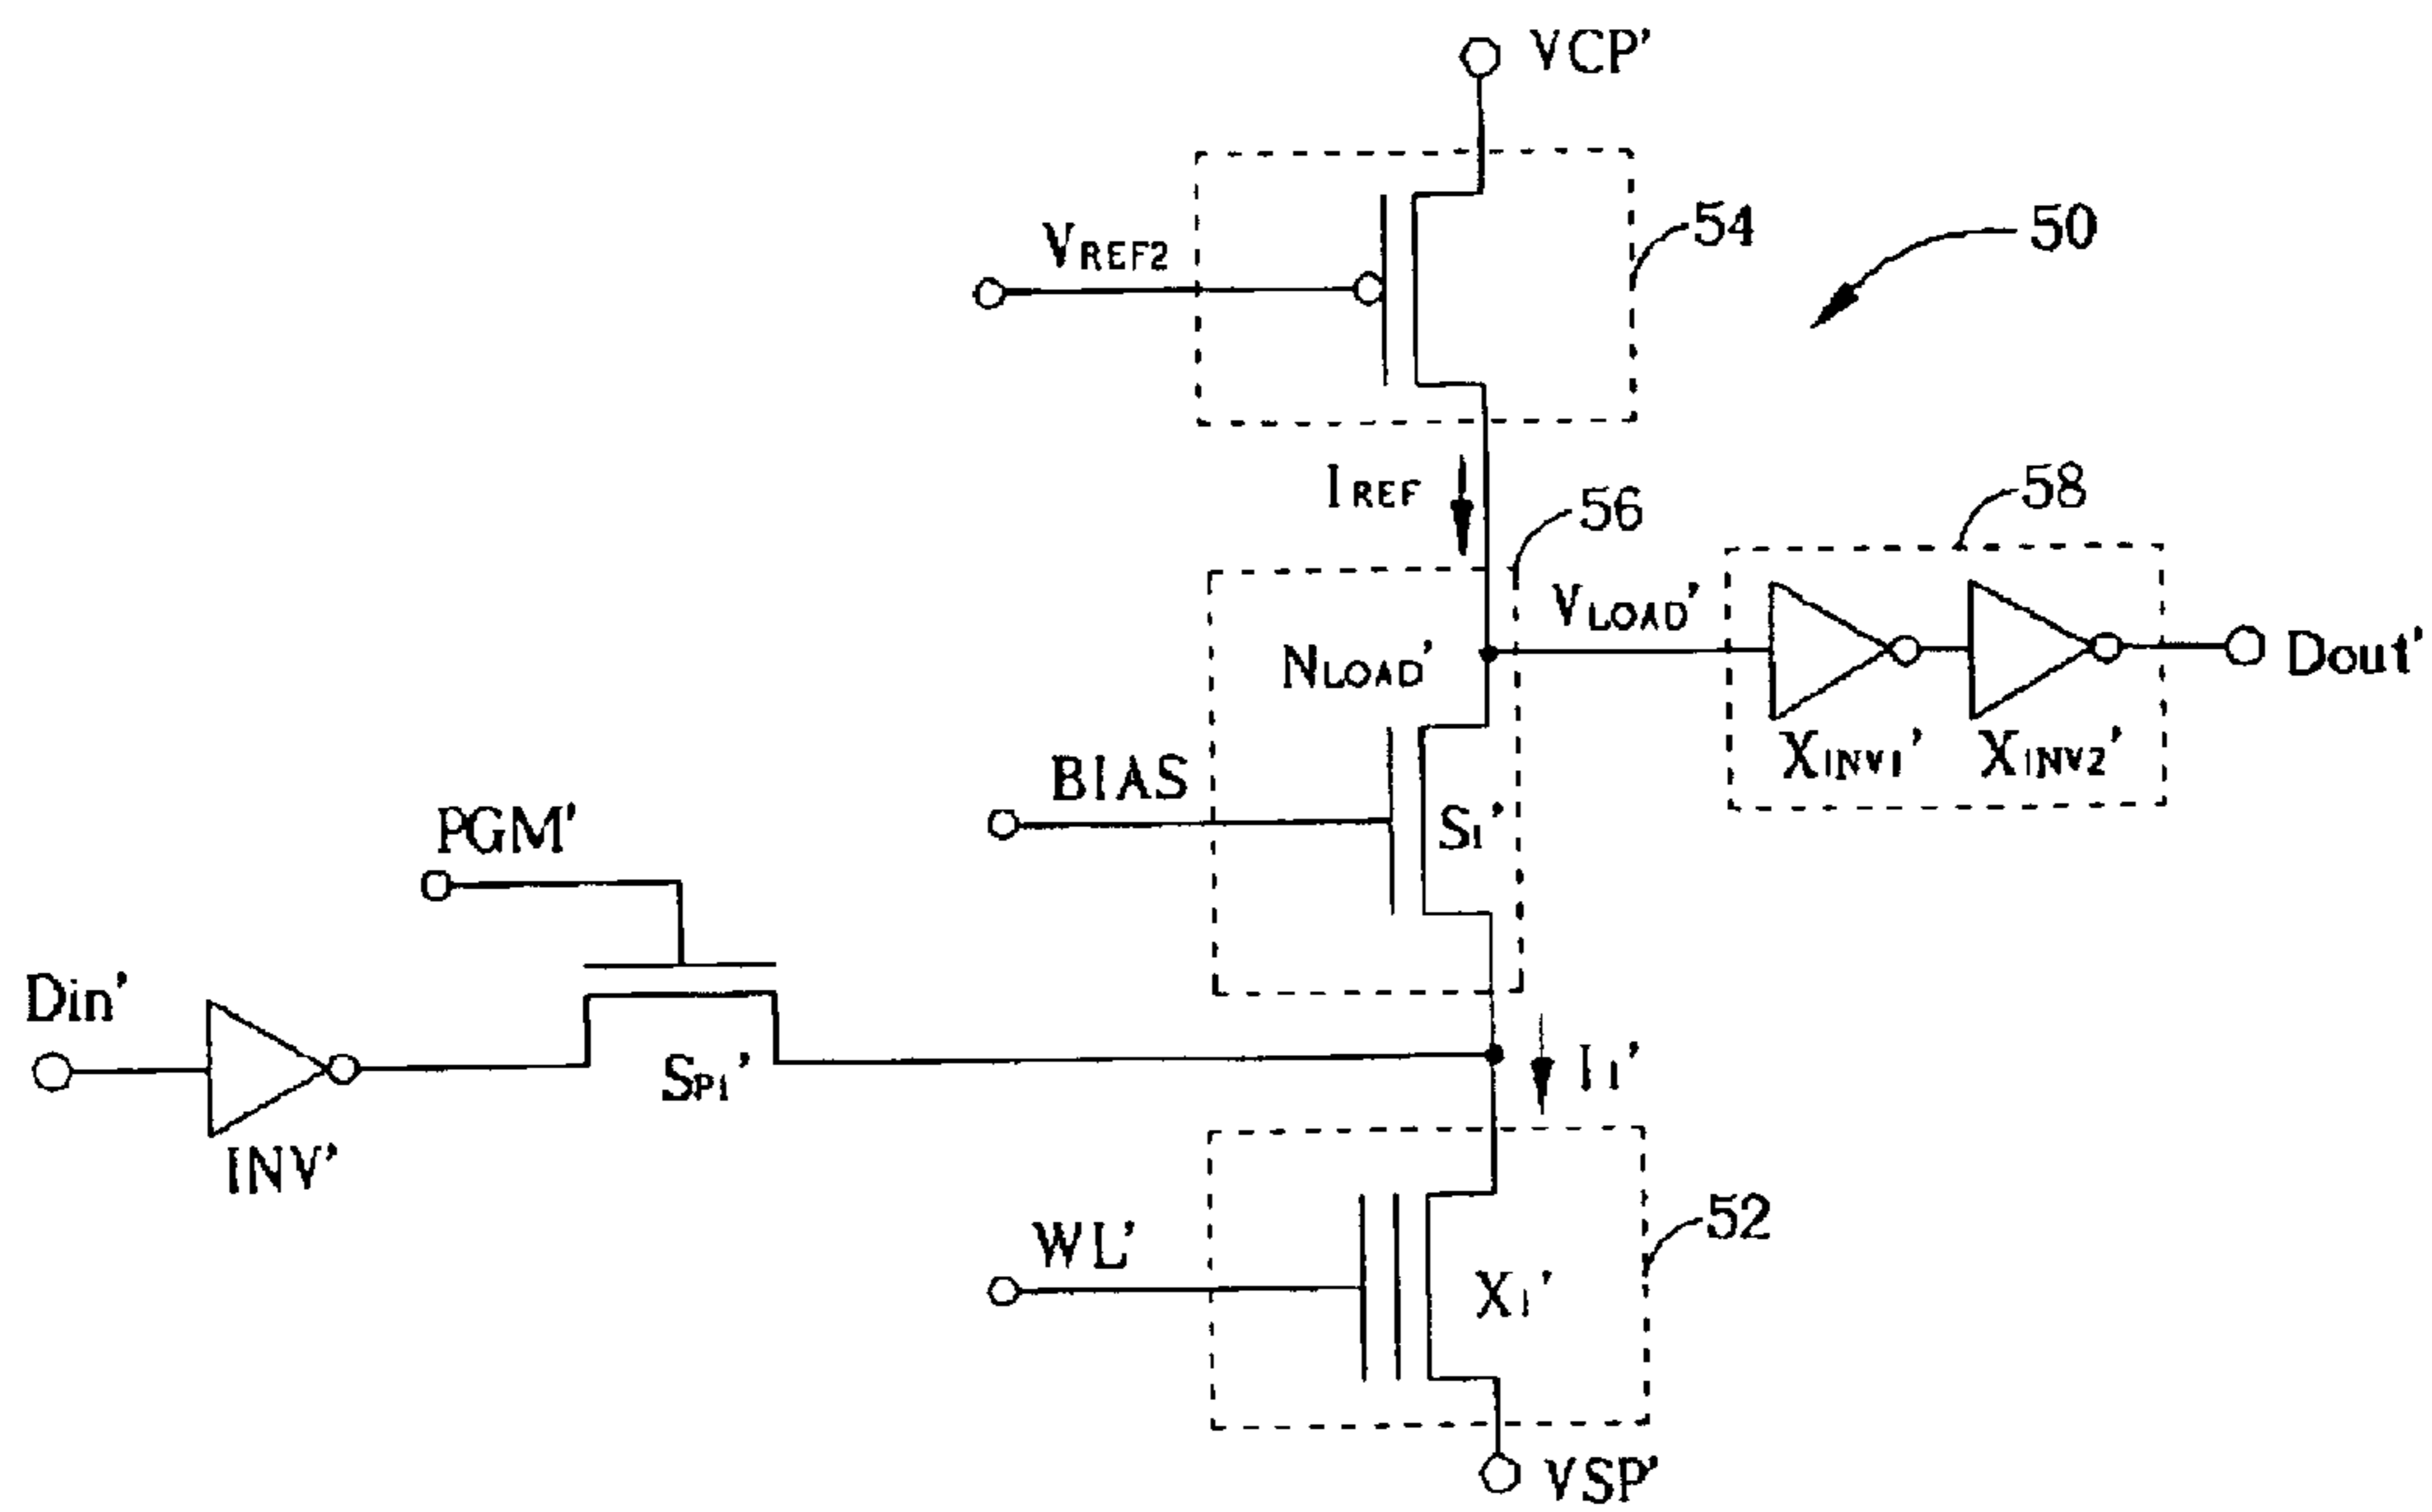 VCP'
VREF2
54
50
IREF
56
58
NLOAD'
VLOAD'
Dout'
XINV1'
XINV2'
BIAS
S1'
PGM'
Din'
SP1'
I1'
INV'
WL'
X1'
52
VSP'